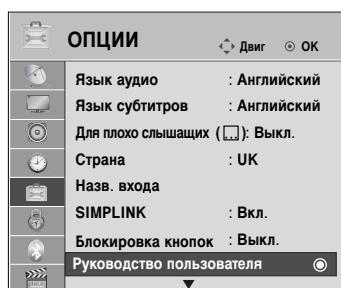 ОПЦИИ Двиг ОК
Язык аудио : Английский
Язык субтитров : Английский
Для плохо слышащих ( ): Выкл.
Страна : UK
Назв. входа
SIMPLINK : Вкл.
Блокировка кнопок : Выкл.
Руководство пользователя